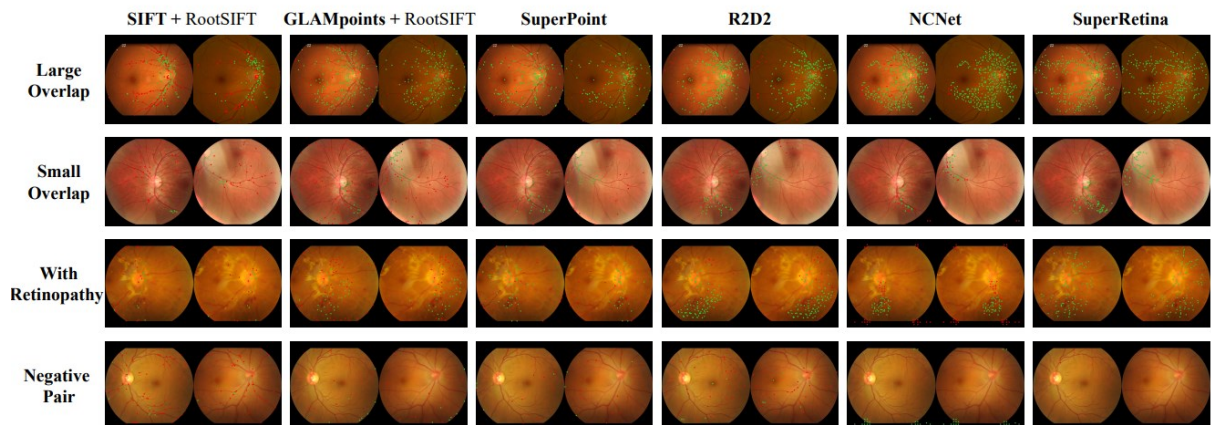 SIFT + RootSIFT GLAMpoints + RootSIFT SuperPoint R2D2 NCNet SuperRetina
Large
Overlap
Small
Overlap
With
Retinopathy
Negative
Pair